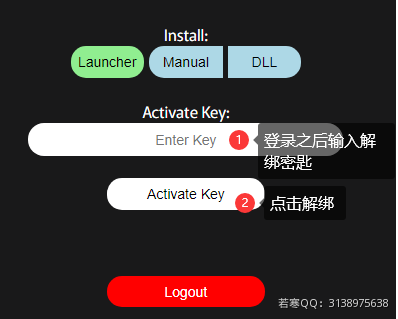 Install:
Launcher Manual DLL
Activate Key:
Enter Key 1 登录之后输入解
绑密匙
Activate Key 2 点击解绑
Logout
若寒QQ：3138975638